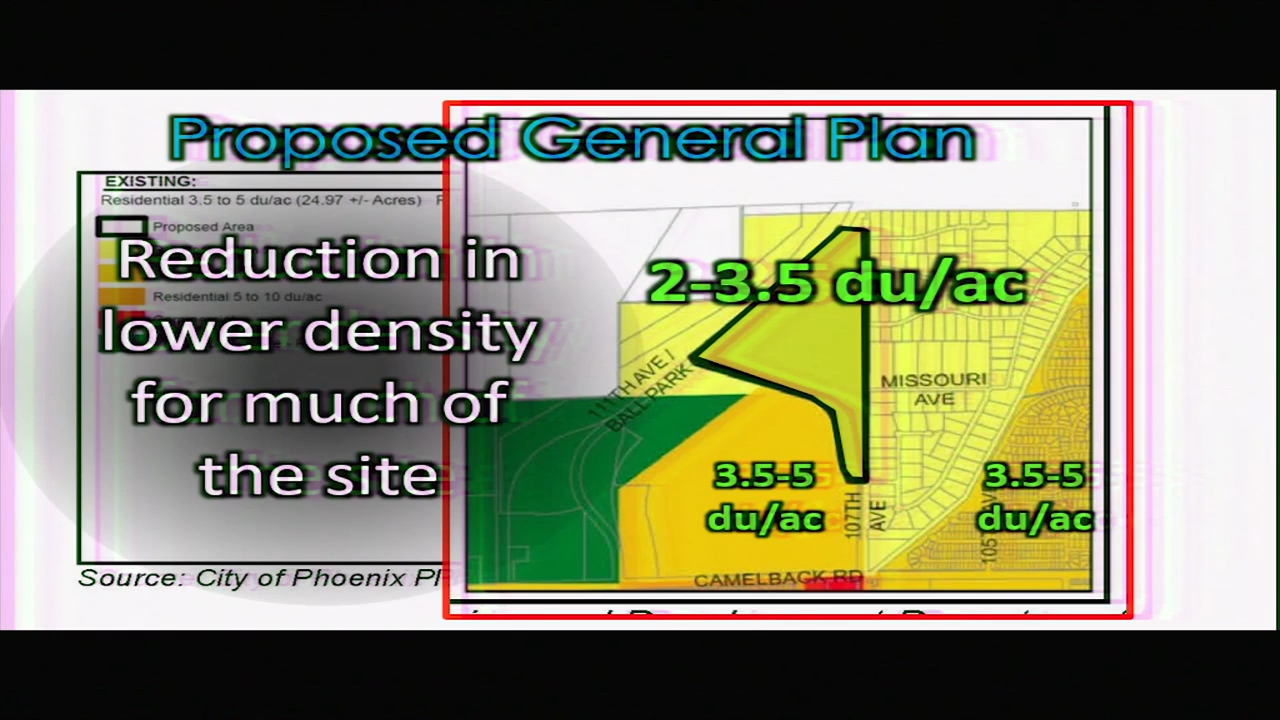 Proposed General Plan
EXISTING:
Residential 3.5 to 5 du/ac (24.97 +/- Acres)
Proposed Area
Reduction in
lower density
for much of
the site
Residential 5 to 10 du/ac
Source: City of Phoenix
2-3.5 du/ac
BALLPARK
MISSOURI
AVE
3.5-5
du/ac
3.5-5
du/ac
107TH
AVE
CAMELBACK RD